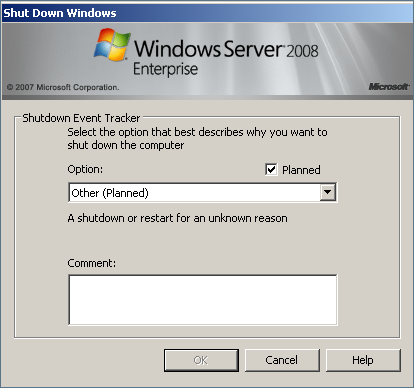 Shut Down Windows
Windows Server 2008
Enterprise
© 2007 Microsoft Corporation.
Microsoft
Shutdown Event Tracker
Select the option that best describes why you want to
shut down the computer
Option:
Planned
Other (Planned)
A shutdown or restart for an unknown reason
Comment:
OK
Cancel
Help